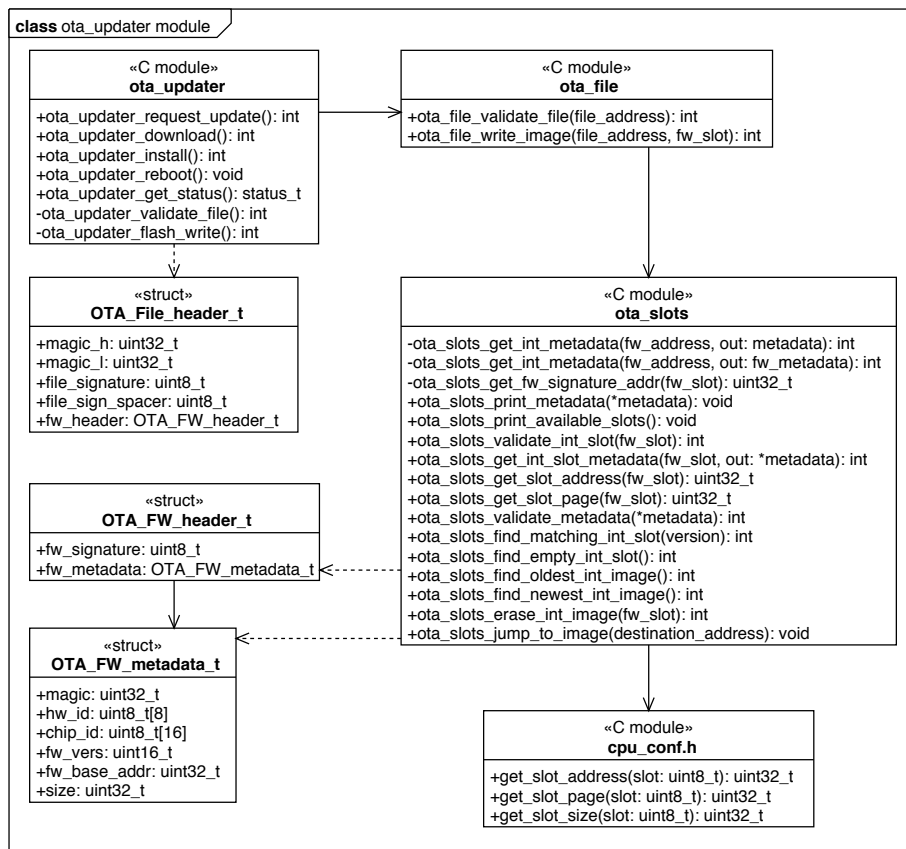 class ota_updater module
«C module»
ota_updater
+ota_updater_request_update(): int
+ota_updater_download(): int
+ota_updater_install(): int
+ota_updater_reboot(): void
+ota_updater_get_status(): status_t
-ota_updater_validate_file(): int
-ota_updater_flash_write(): int
«C module»
ota_file
+ota_file_validate_file(file_address): int
+ota_file_write_image(file_address, fw_slot): int
«struct»
OTA_File_header_t
+magic_h: uint32_t
+magic_l: uint32_t
+file_signature: uint8_t
+file_sign_spacer: uint8_t
+fw_header: OTA_FW_header_t
«C module»
ota_slots
-ota_slots_get_int_metadata(fw_address, out: metadata): int
-ota_slots_get_int_metadata(fw_address, out: fw_metadata): int
-ota_slots_get_fw_signature_addr(fw_slot): uint32_t
+ota_slots_print_metadata(*metadata): void
+ota_slots_print_available_slots(): void
+ota_slots_validate_int_slot(fw_slot): int
+ota_slots_get_int_slot_metadata(fw_slot, out: *metadata): int
+ota_slots_get_slot_address(fw_slot): uint32_t
+ota_slots_get_slot_page(fw_slot): uint32_t
+ota_slots_validate_metadata(*metadata): int
+ota_slots_find_matching_int_slot(version): int
+ota_slots_find_empty_int_slot(): int
+ota_slots_find_oldest_int_image(): int
+ota_slots_find_newest_int_image(): int
+ota_slots_erase_int_image(fw_slot): int
+ota_slots_jump_to_image(destination_address): void
«struct»
OTA_FW_header_t
+fw_signature: uint8_t
+fw_metadata: OTA_FW_metadata_t
«struct»
OTA_FW_metadata_t
+magic: uint32_t
+hw_id: uint8_t[8]
+chip_id: uint8_t[16]
+fw_vers: uint16_t
+fw_base_addr: uint32_t
+size: uint32_t
«C module»
cpu_conf.h
+get_slot_address(slot: uint8_t): uint32_t
+get_slot_page(slot: uint8_t): uint32_t
+get_slot_size(slot: uint8_t): uint32_t